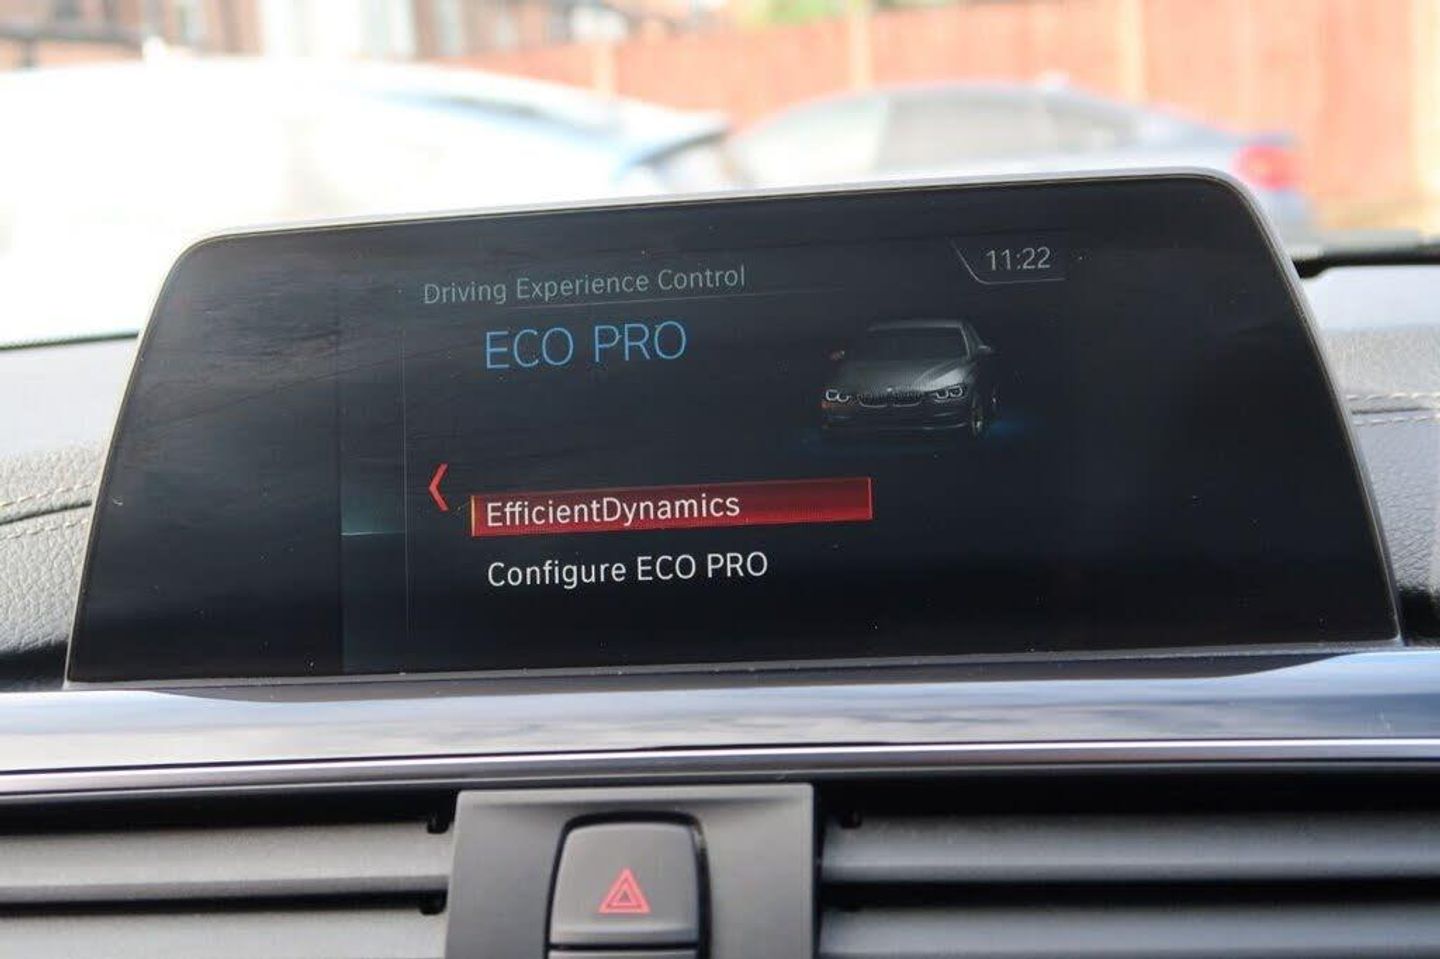 Driving Experience Control
11:22
ECO PRO
EfficientDynamics
Configure ECO PRO